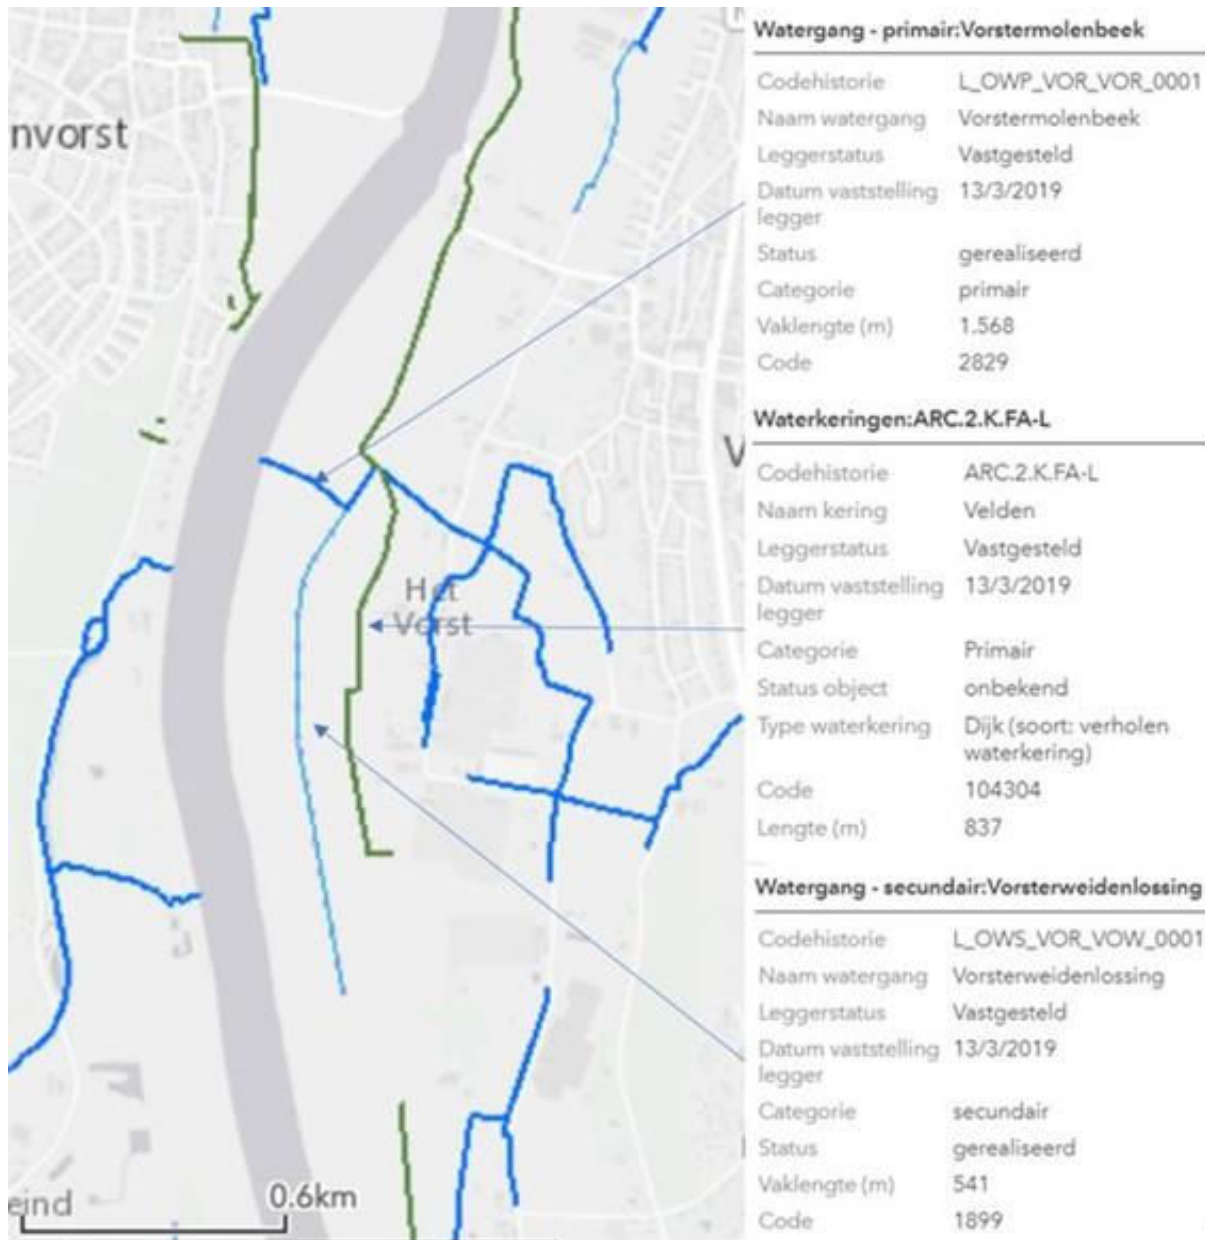 nvorst
V
Het
Vorst
eind
0.6km
Watergang - primair:Vorstermolenbeek
Codehistorie L_OWP_VOR_VOR_0001
Naam watergang Vorstermolenbeek
Leggerstatus Vastgesteld
Datum vaststelling 13/3/2019
legger
Status gerealiseerd
Categorie primair
Vaklengte (m) 1.568
Code 2829
Waterkeringen:ARC.2.K.FA-L
Codehistorie ARC.2.K.FA-L
Naam kering Velden
Leggerstatus Vastgesteld
Datum vaststelling 13/3/2019
legger
Categorie Primair
Status object onbekend
Type waterkering Dijk (soort: verholen
waterkering)
Code 104304
Lengte (m) 837
Watergang - secundair:Vorsterweidenlossing
Codehistorie L_OWS_VOR_VOW_0001
Naam watergang Vorsterweidenlossing
Leggerstatus Vastgesteld
Datum vaststelling 13/3/2019
legger
Categorie secundair
Status gerealiseerd
Vaklengte (m) 541
Code 1899